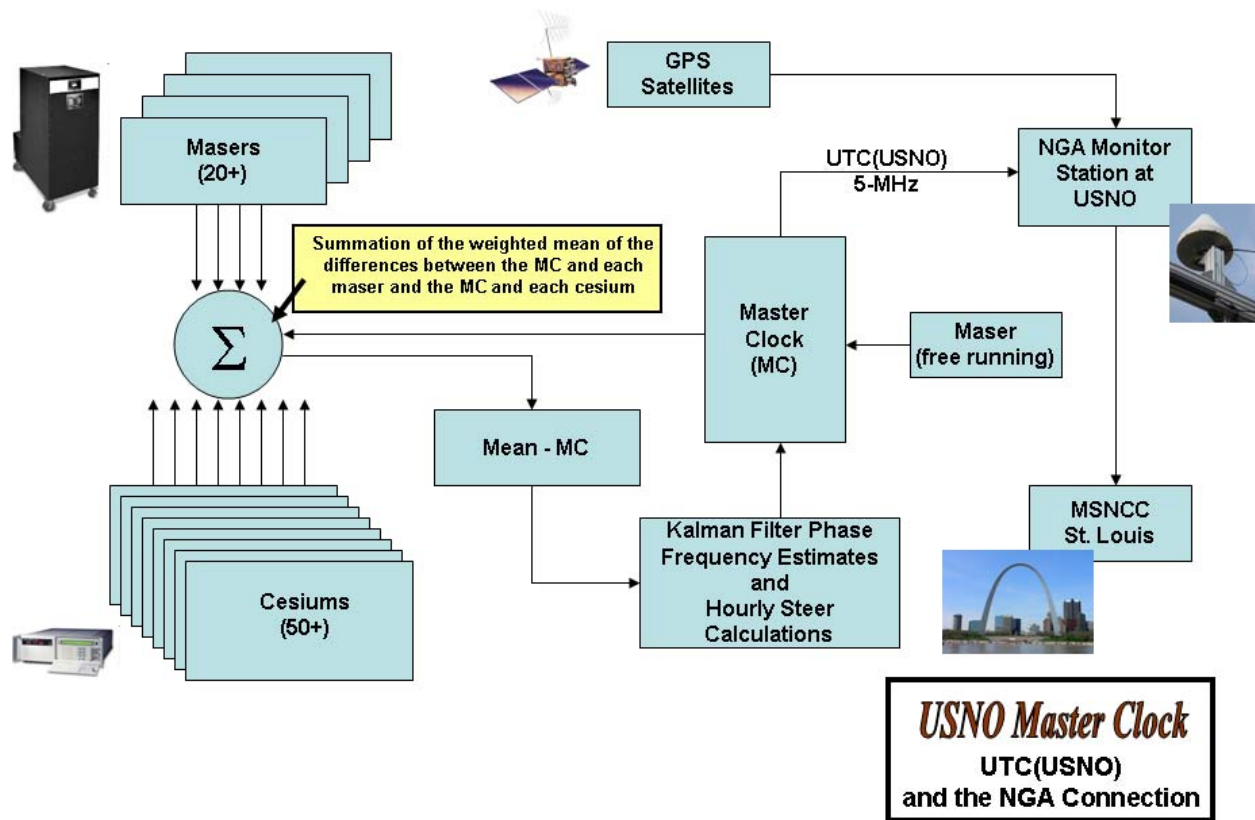 GPS
Satellites
Masers
(20+)
UTC(USNO)
5-MHz
NGA Monitor
Station at
USNO
Summation of the weighted mean of the
differences between the MC and each
maser and the MC and each cesium
Σ
Master
Clock
(MC)
Maser
(free running)
Mean - MC
Kalman Filter Phase
Frequency Estimates
and
Hourly Steer
Calculations
MSNCC
St. Louis
Cesiums
(50+)
USNO Master Clock
UTC(USNO)
and the NGA Connection